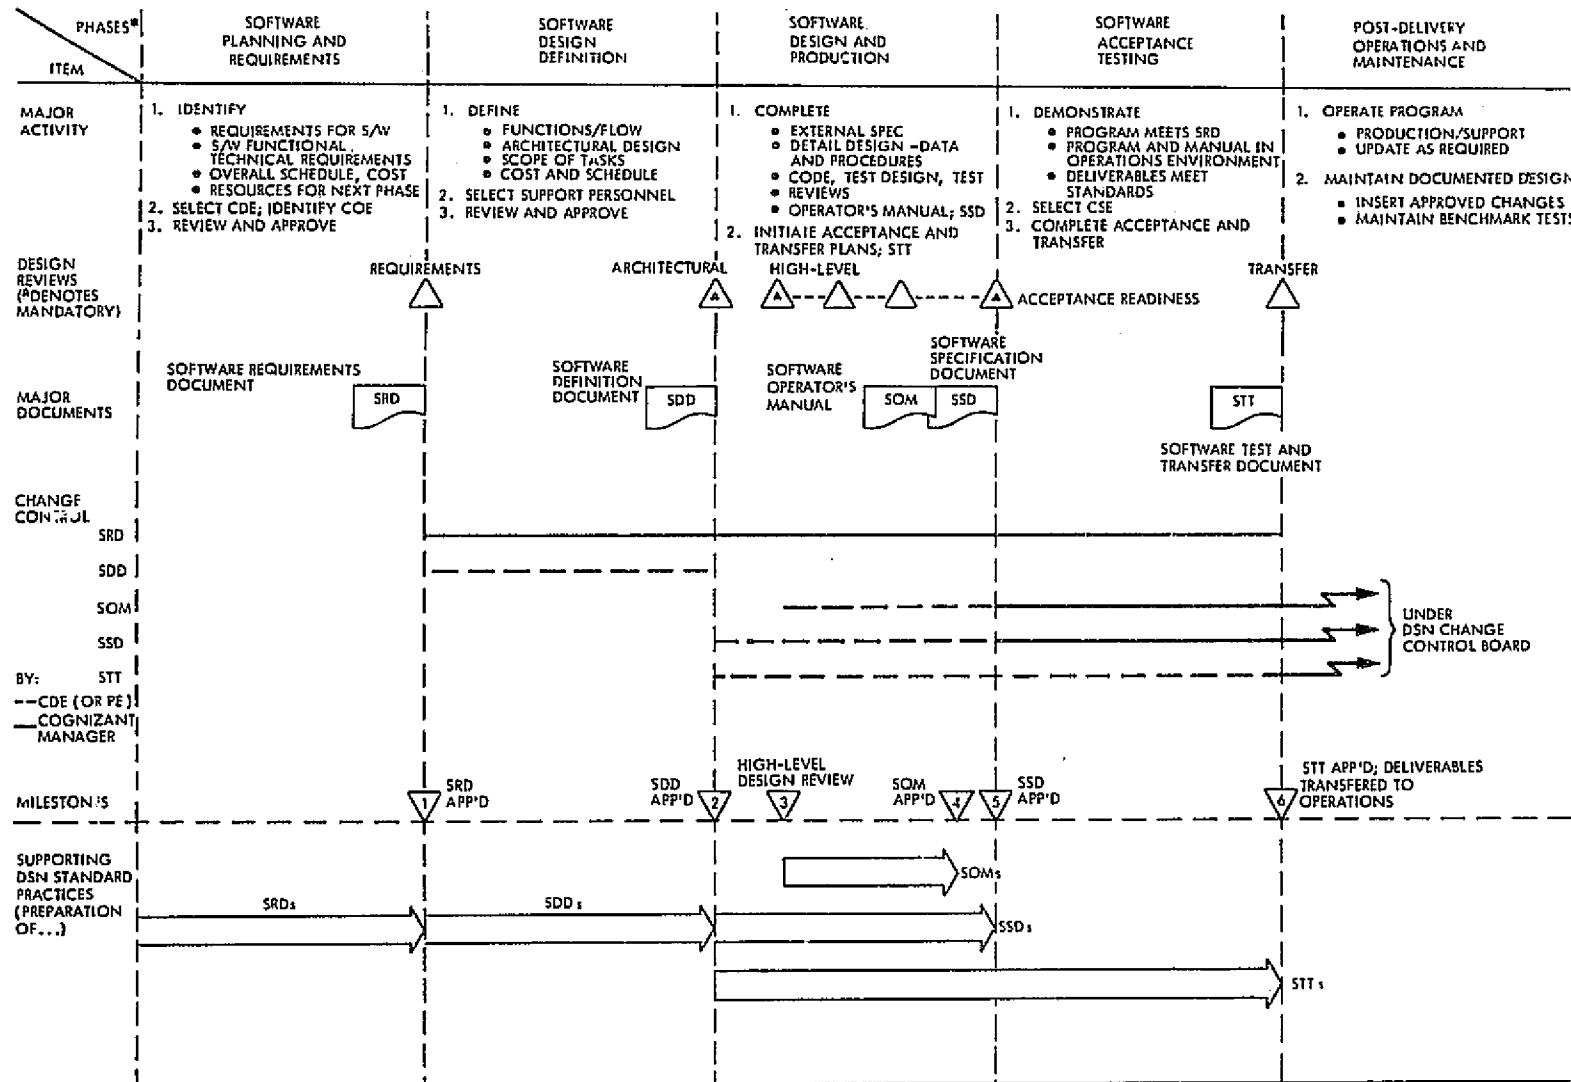 PHASES*
ITEM
SOFTWARE
PLANNING AND
REQUIREMENTS
SOFTWARE
DESIGN
DEFINITION
SOFTWARE
DESIGN AND
PRODUCTION
SOFTWARE
ACCEPTANCE
TESTING
POST-DELIVERY
OPERATIONS AND
MAINTENANCE
MAJOR
ACTIVITY
1. IDENTIFY
• REQUIREMENTS FOR S/W
• S/W FUNCTIONAL,
TECHNICAL REQUIREMENTS
• OVERALL SCHEDULE, COST
• RESOURCES FOR NEXT PHASE
2. SELECT CDE; IDENTIFY COE
3. REVIEW AND APPROVE
1. DEFINE
• FUNCTIONS/FLOW
• ARCHITECTURAL DESIGN
• SCOPE OF TASKS
• COST AND SCHEDULE
2. SELECT SUPPORT PERSONNEL
3. REVIEW AND APPROVE
1. COMPLETE
• EXTERNAL SPEC
• DETAIL DESIGN -DATA
AND PROCEDURES
• CODE, TEST DESIGN, TEST
• REVIEWS
• OPERATOR'S MANUAL; SSD
2. INITIATE ACCEPTANCE AND
TRANSFER PLANS; STT
1. DEMONSTRATE
• PROGRAM MEETS SRD
• PROGRAM AND MANUAL IN
OPERATIONS ENVIRONMENT
• DELIVERABLES MEET
STANDARDS
2. SELECT CSE
3. COMPLETE ACCEPTANCE AND
TRANSFER
1. OPERATE PROGRAM
• PRODUCTION/SUPPORT
• UPDATE AS REQUIRED
2. MAINTAIN DOCUMENTED DESIGN
• INSERT APPROVED CHANGES
• MAINTAIN BENCHMARK TESTS
DESIGN
REVIEWS
(ADENOTES
MANDATORY)
REQUIREMENTS
ARCHITECTURAL
A
HIGH-LEVEL
A
A
ACCEPTANCE READINESS
TRANSFER
MAJOR
DOCUMENTS
SOFTWARE REQUIREMENTS
DOCUMENT
SRD
SOFTWARE
DEFINITION
DOCUMENT
SDD
SOFTWARE
OPERATOR'S
MANUAL
SOM
SOFTWARE
SPECIFICATION
DOCUMENT
SSD
STT
SOFTWARE TEST AND
TRANSFER DOCUMENT
CHANGE
CONTROL
SRD
SDD
SOM
SSD
BY: STT
--CDE (OR PE)
—COGNIZANT
MANAGER
UNDER
DSN CHANGE
CONTROL BOARD
MILESTONES
1
SRD
APP'D
SDD
APP'D
2
HIGH-LEVEL
DESIGN REVIEW
3
SOM
APP'D
4
5
SSD
APP'D
6
STT APP'D; DELIVERABLES
TRANSFERED TO
OPERATIONS
SUPPORTING
DSN STANDARD
PRACTICES
(PREPARATION
OF...)
SRDs
SDDs
SOMs
SSDs
STTs